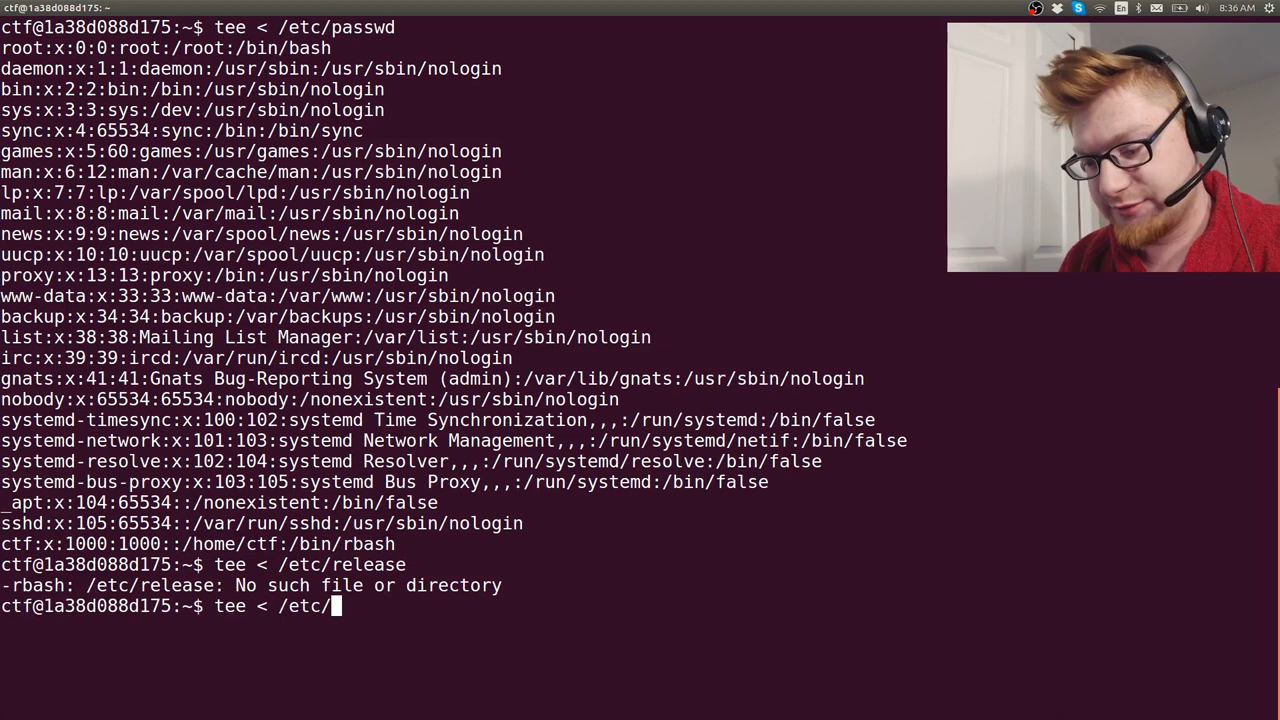 ctf@1a38d088d175: ~
En
8:36 AM
ctf@1a38d088d175:~$ tee < /etc/passwd
root:x:0:0:root:/root:/bin/bash
daemon:x:1:1:daemon:/usr/sbin:/usr/sbin/nologin
bin:x:2:2:bin:/bin:/usr/sbin/nologin
sys:x:3:3:sys:/dev:/usr/sbin/nologin
sync:x:4:65534:sync:/bin:/bin/sync
games:x:5:60:games:/usr/games:/usr/sbin/nologin
man:x:6:12:man:/var/cache/man:/usr/sbin/nologin
lp:x:7:7:lp:/var/spool/lpd:/usr/sbin/nologin
mail:x:8:8:mail:/var/mail:/usr/sbin/nologin
news:x:9:9:news:/var/spool/news:/usr/sbin/nologin
uucp:x:10:10:uucp:/var/spool/uucp:/usr/sbin/nologin
proxy:x:13:13:proxy:/bin:/usr/sbin/nologin
www-data:x:33:33:www-data:/var/www:/usr/sbin/nologin
backup:x:34:34:backup:/var/backups:/usr/sbin/nologin
list:x:38:38:Mailing List Manager:/var/list:/usr/sbin/nologin
irc:x:39:39:ircd:/var/run/ircd:/usr/sbin/nologin
gnats:x:41:41:Gnats Bug-Reporting System (admin):/var/lib/gnats:/usr/sbin/nologin
nobody:x:65534:65534:nobody:/nonexistent:/usr/sbin/nologin
systemd-timesync:x:100:102:systemd Time Synchronization,,,:/run/systemd:/bin/false
systemd-network:x:101:103:systemd Network Management,,,:/run/systemd/netif:/bin/false
systemd-resolve:x:102:104:systemd Resolver,,,:/run/systemd/resolve:/bin/false
systemd-bus-proxy:x:103:105:systemd Bus Proxy,,,:/run/systemd:/bin/false
_apt:x:104:65534::/nonexistent:/bin/false
sshd:x:105:65534::/var/run/sshd:/usr/sbin/nologin
ctf:x:1000:1000::/home/ctf:/bin/rbash
ctf@1a38d088d175:~$ tee < /etc/release
-rbash: /etc/release: No such file or directory
ctf@1a38d088d175:~$ tee < /etc/